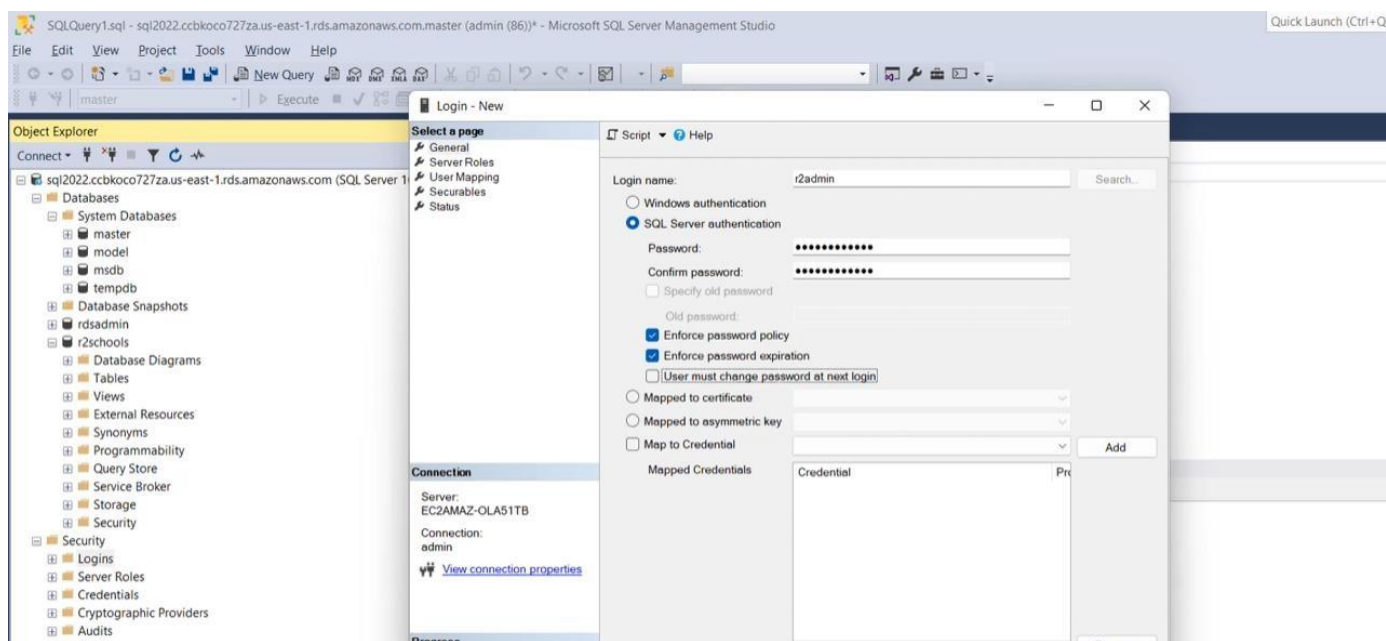 SQLQuery1.sql - sql2022.ccbkoco727za.us-east-1.rds.amazonaws.com.master (admin (86))* - Microsoft SQL Server Management Studio
Quick Launch (Ctrl+Q
File Edit View Project Tools Window Help
New Query
master
Execute
Object Explorer
Connect
sql2022.ccbkoco727za.us-east-1.rds.amazonaws.com (SQL Server 1
Databases
System Databases
master
model
msdb
tempdb
Database Snapshots
rdsadmin
r2schools
Database Diagrams
Tables
Views
External Resources
Synonyms
Programmability
Query Store
Service Broker
Storage
Security
Security
Logins
Server Roles
Credentials
Cryptographic Providers
Audits
Login - New
Select a page
General
Server Roles
User Mapping
Securables
Status
Connection
Server:
EC2AMAZ-OLA51TB
Connection:
admin
View connection properties
Progress
Script Help
Login name: r2admin Search...
Windows authentication
SQL Server authentication
Password: ●●●●●●●●●●●●
Confirm password: ●●●●●●●●●●●●
Specify old password
Old password:
Enforce password policy
Enforce password expiration
User must change password at next login
Mapped to certificate
Mapped to asymmetric key
Map to Credential Add
Mapped Credentials Credential Pro